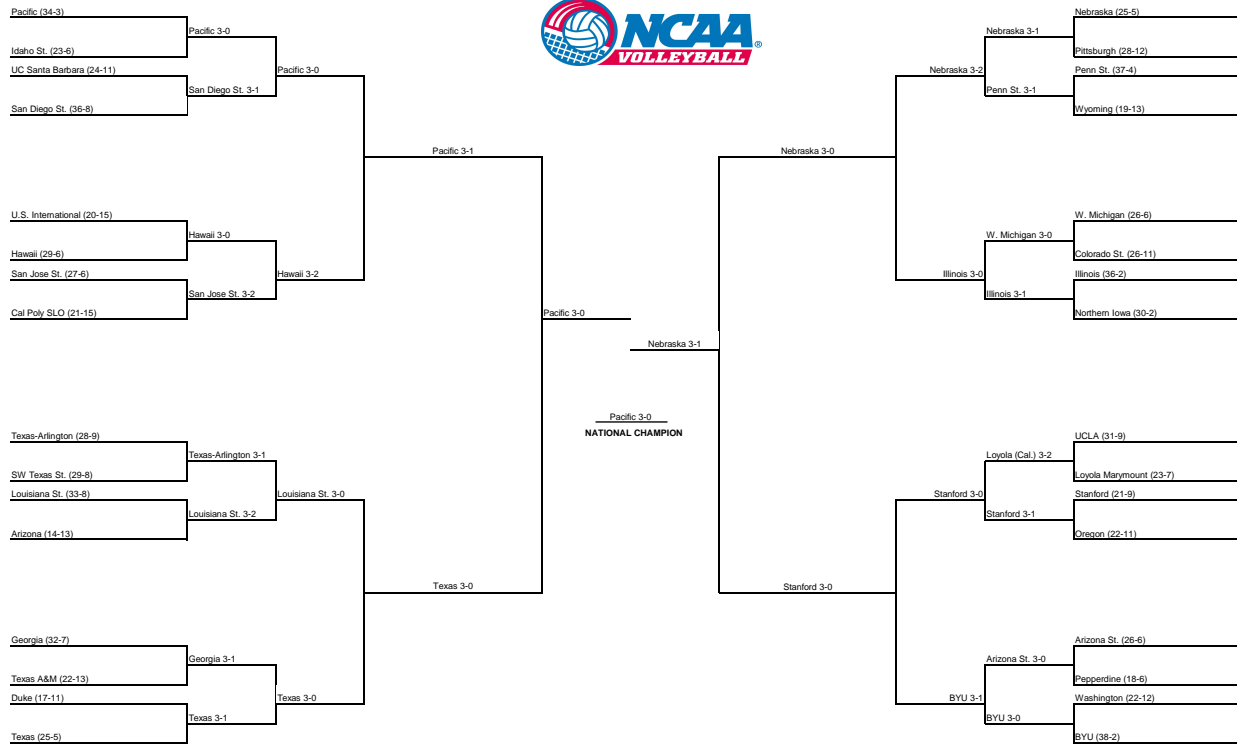 Pacific (34-3)
Pacific 3-0
Idaho St. (23-6)
UC Santa Barbara (24-11)
Pacific 3-0
San Diego St. 3-1
San Diego St. (36-8)
Pacific 3-1
U.S. International (20-15)
Hawaii 3-0
Hawaii (29-6)
San Jose St. (27-6)
Hawaii 3-2
San Jose St. 3-2
Cal Poly SLO (21-15)
Pacific 3-0
Texas-Arlington (28-9)
Texas-Arlington 3-1
SW Texas St. (29-8)
Louisiana St. (33-8)
Louisiana St. 3-0
Louisiana St. 3-2
Arizona (14-13)
Texas 3-0
Georgia (32-7)
Georgia 3-1
Texas A&M (22-13)
Duke (17-11)
Texas 3-0
Texas 3-1
Texas (25-5)
NCAA ®
VOLLEYBALL
Nebraska 3-1
Pacific 3-0
NATIONAL CHAMPION
Nebraska (25-5)
Nebraska 3-1
Pittsburgh (28-12)
Nebraska 3-2
Penn St. (37-4)
Penn St. 3-1
Wyoming (19-13)
Nebraska 3-0
W. Michigan (26-6)
W. Michigan 3-0
Colorado St. (26-11)
Illinois 3-0
Illinois (36-2)
Illinois 3-1
Northern Iowa (30-2)
UCLA (31-9)
Loyola (Cal.) 3-2
Loyola Marymount (23-7)
Stanford 3-0
Stanford (21-9)
Stanford 3-1
Oregon (22-11)
Stanford 3-0
Arizona St. (26-6)
Arizona St. 3-0
Pepperdine (18-6)
BYU 3-1
Washington (22-12)
BYU 3-0
BYU (38-2)